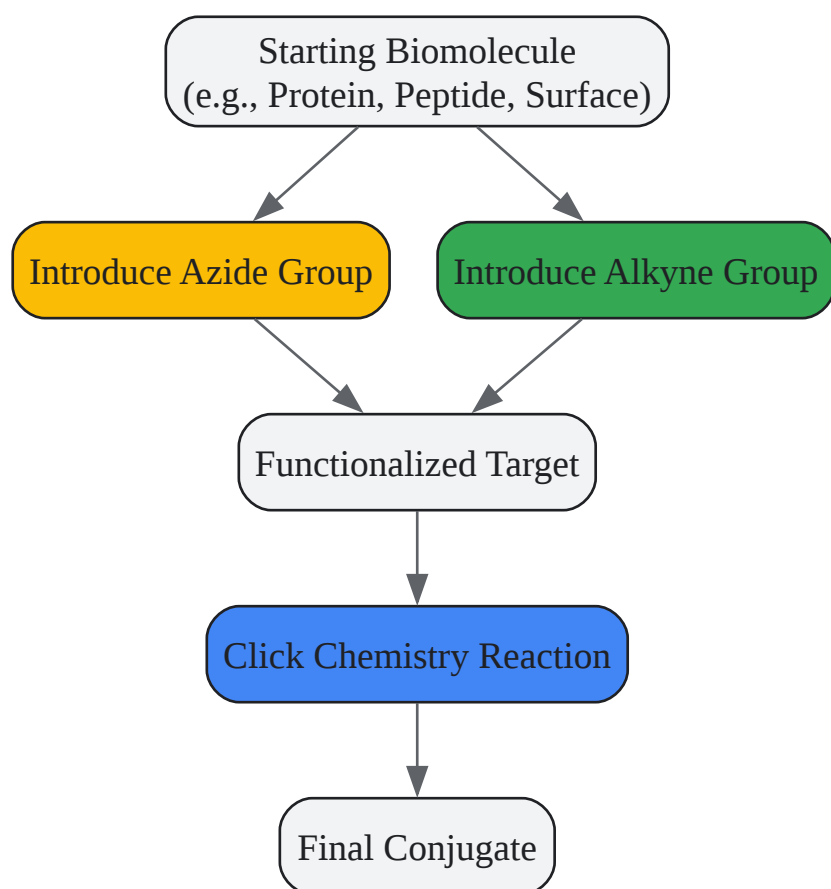 Starting Biomolecule
(e.g., Protein, Peptide, Surface)
Introduce Azide Group
Introduce Alkyne Group
Functionalized Target
Click Chemistry Reaction
Final Conjugate